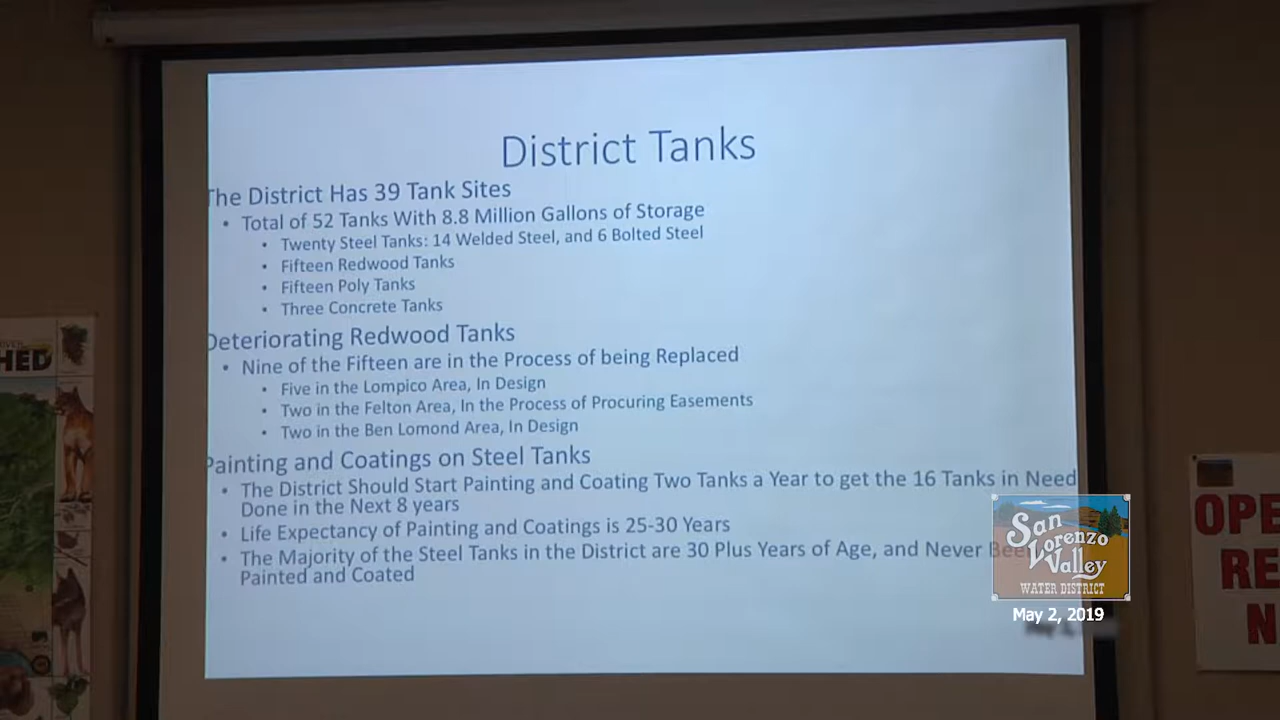 District Tanks
The District Has 39 Tank Sites
• Total of 52 Tanks With 8.8 Million Gallons of Storage
• Twenty Steel Tanks: 14 Welded Steel, and 6 Bolted Steel
• Fifteen Redwood Tanks
• Fifteen Poly Tanks
• Three Concrete Tanks
Deteriorating Redwood Tanks
• Nine of the Fifteen are in the Process of being Replaced
• Five in the Lompico Area, In Design
• Two in the Felton Area, In the Process of Procuring Easements
• Two in the Ben Lomond Area, In Design
Painting and Coatings on Steel Tanks
• The District Should Start Painting and Coating Two Tanks a Year to get the 16 Tanks in Need
Done in the Next 8 years
• Life Expectancy of Painting and Coatings is 25-30 Years
• The Majority of the Steel Tanks in the District are 30 Plus Years of Age, and Never Been
Painted and Coated
San
Lorenzo
Valley
WATER DISTRICT
May 2, 2019
HED
OPE
RE
N